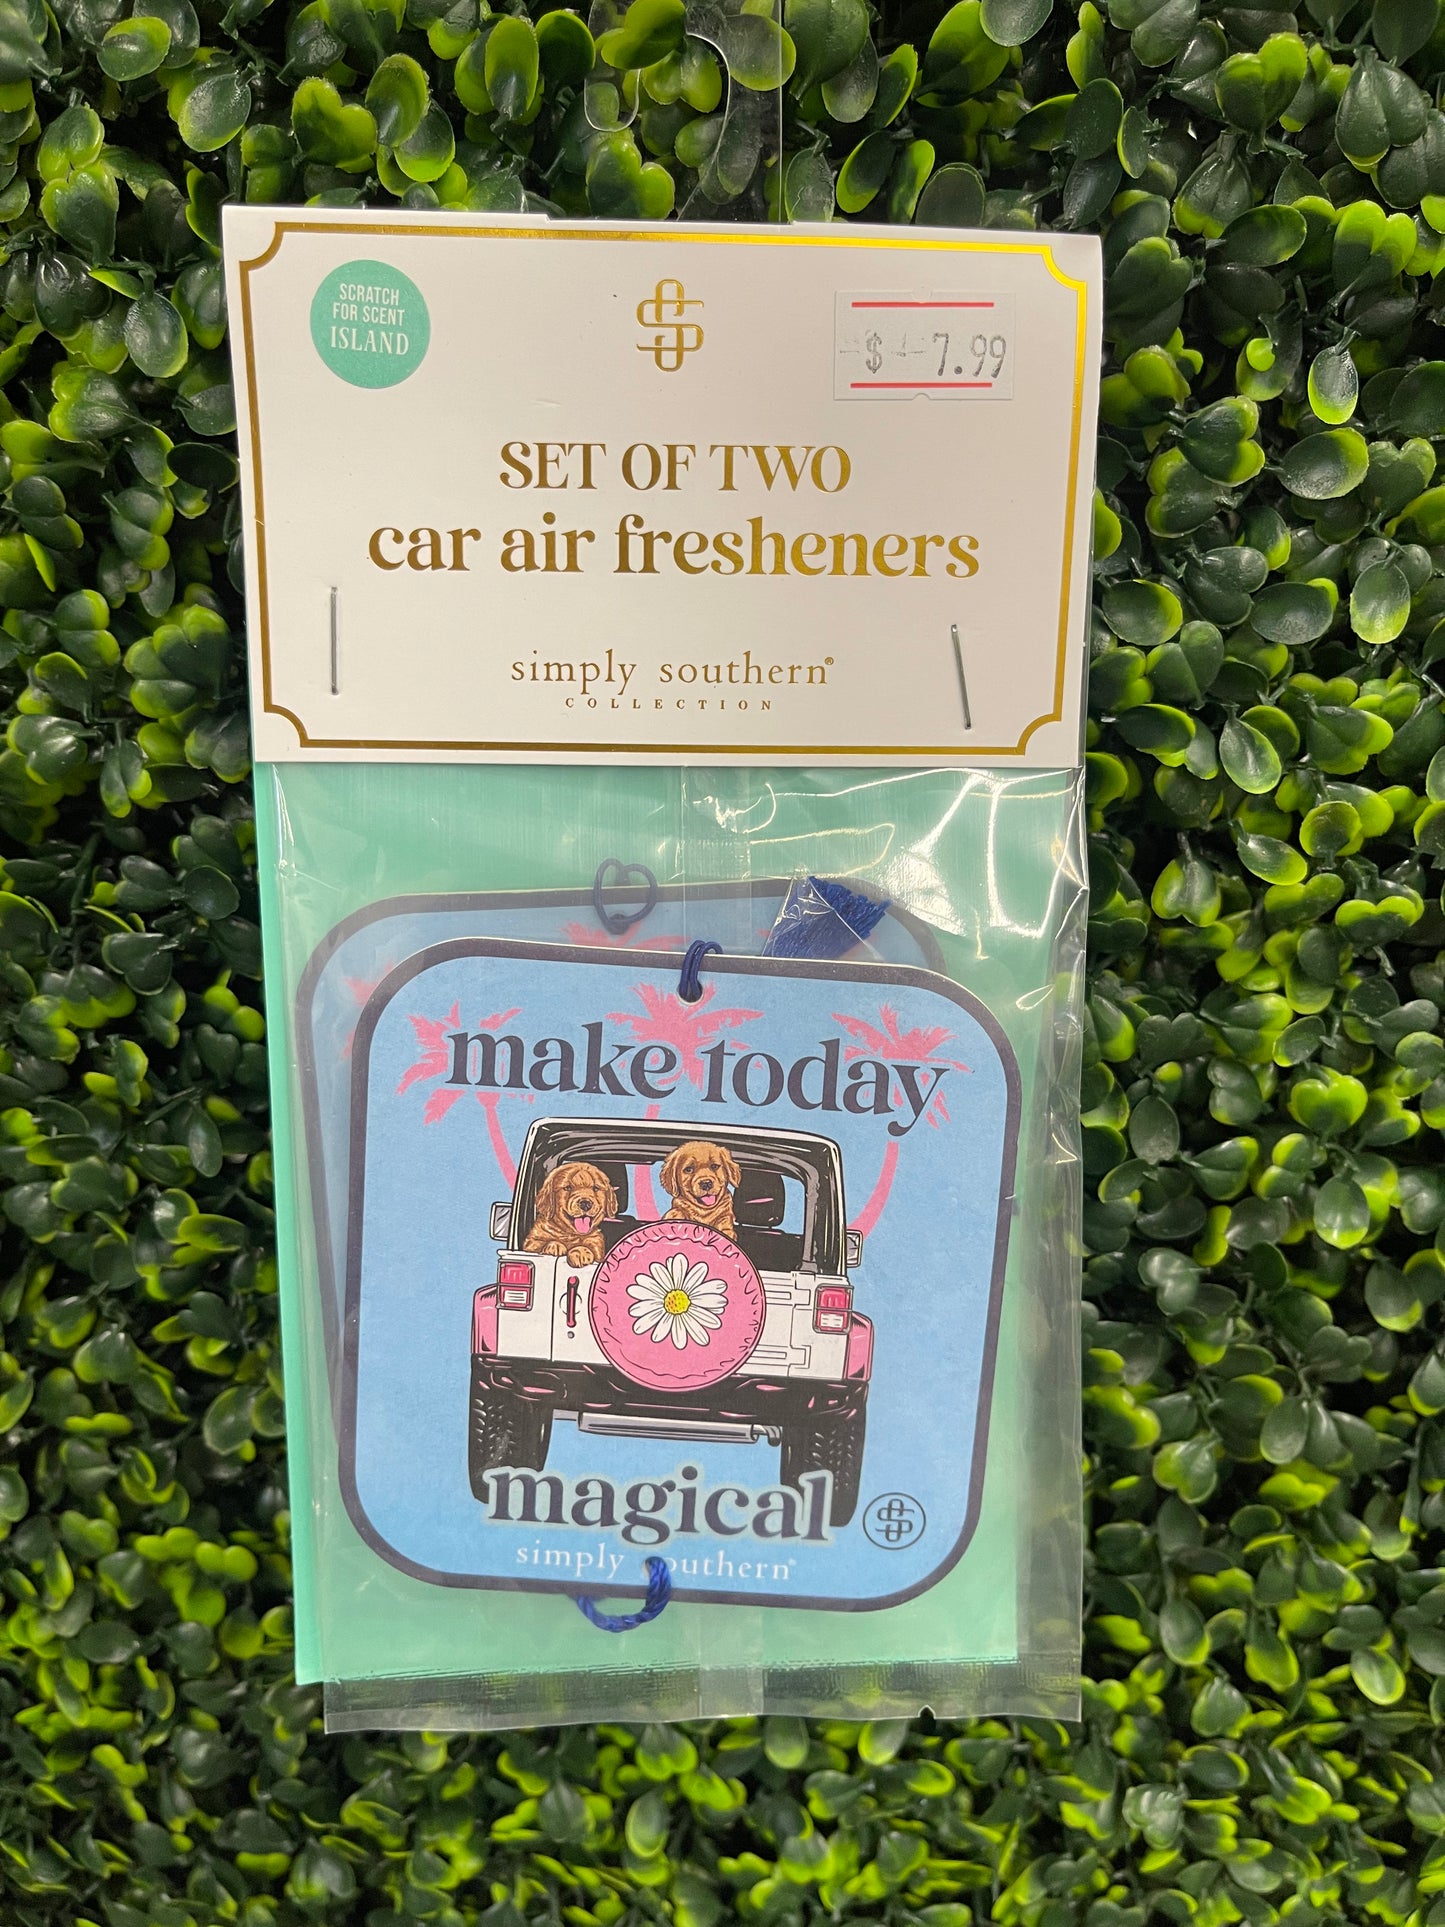 SCRATCH
FOR SCENT
ISLAND
$ 7.99
SET OF TWO
car air fresheners
simply southern®
COLLECTION
make today
magical
simply southern®